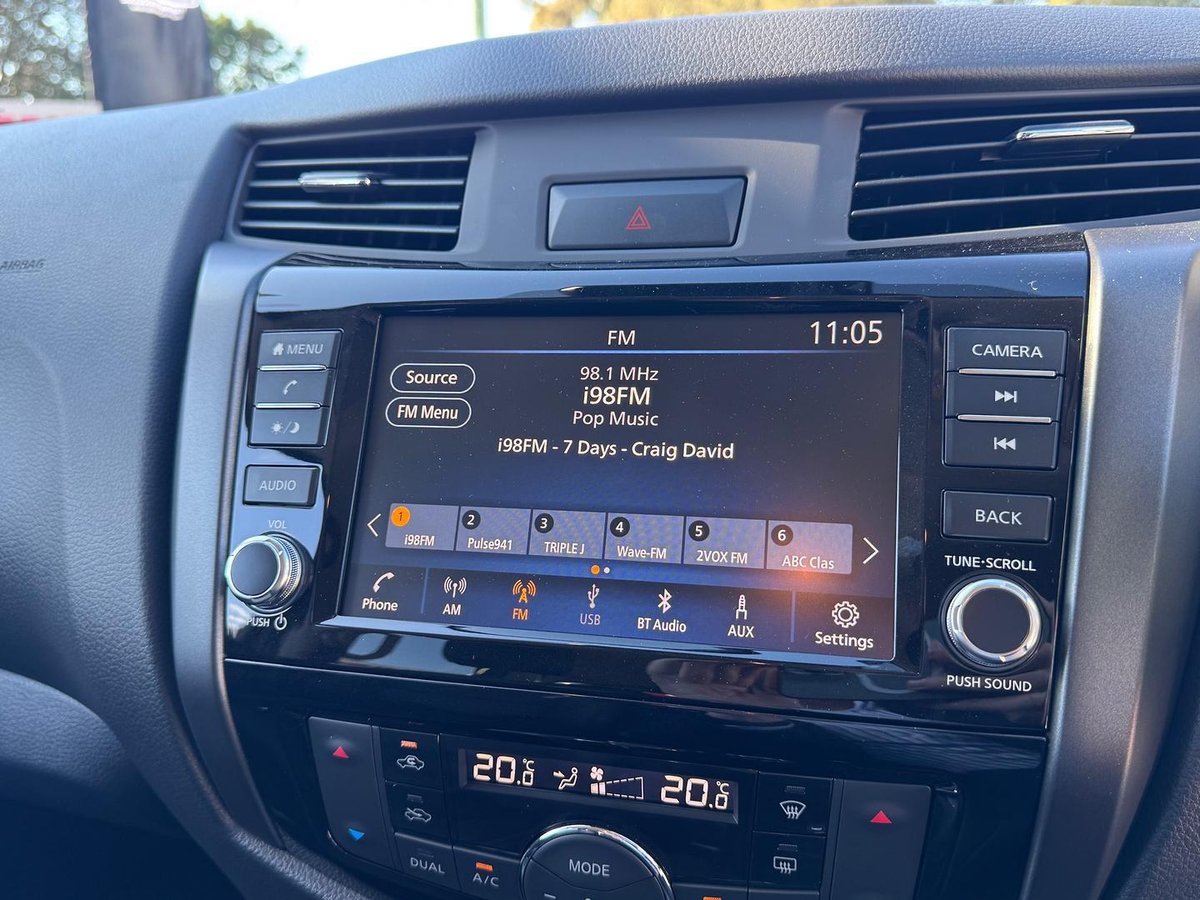 AIRBAG
FM
11:05
MENU
Source
98.1 MHz
CAMERA
i98FM
FM Menu
Pop Music
i98FM - 7 Days - Craig David
AUDIO
BACK
VOL
1 2 3 4 5 6
i98FM Pulse941 TRIPLE J Wave-FM 2VOX FM ABC Clas
TUNE·SCROLL
Phone AM FM USB BT Audio AUX Settings
PUSH
PUSH SOUND
20.0°C 20.0°C
DUAL A/C MODE